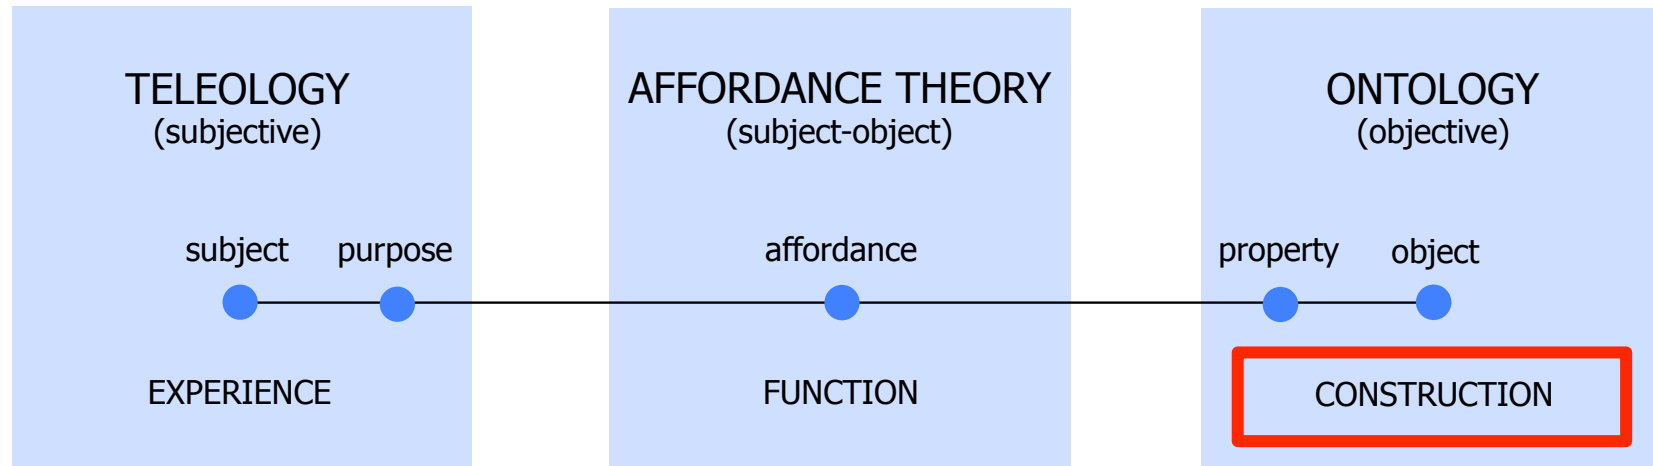 TELEOLOGY
(subjective)
subject purpose
EXPERIENCE
AFFORDANCE THEORY
(subject-object)
affordance
FUNCTION
ONTOLOGY
(objective)
property object
CONSTRUCTION